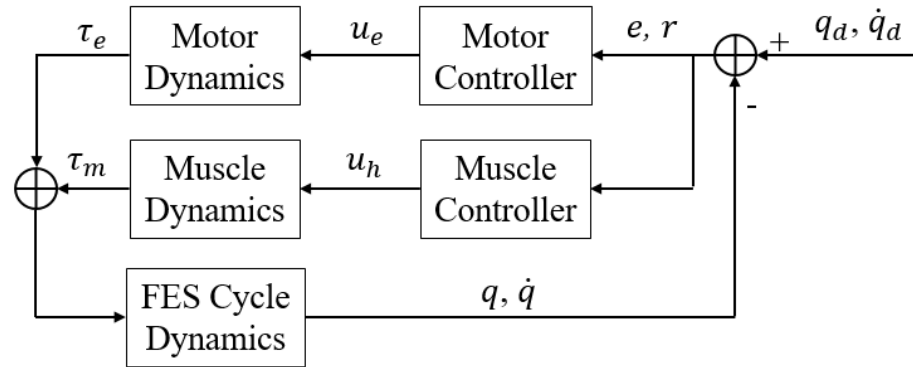 τ_e
Motor
Dynamics
u_e
Motor
Controller
e, r
+
q_d, q̇_d
-
τ_m
Muscle
Dynamics
u_h
Muscle
Controller
FES Cycle
Dynamics
q, q̇